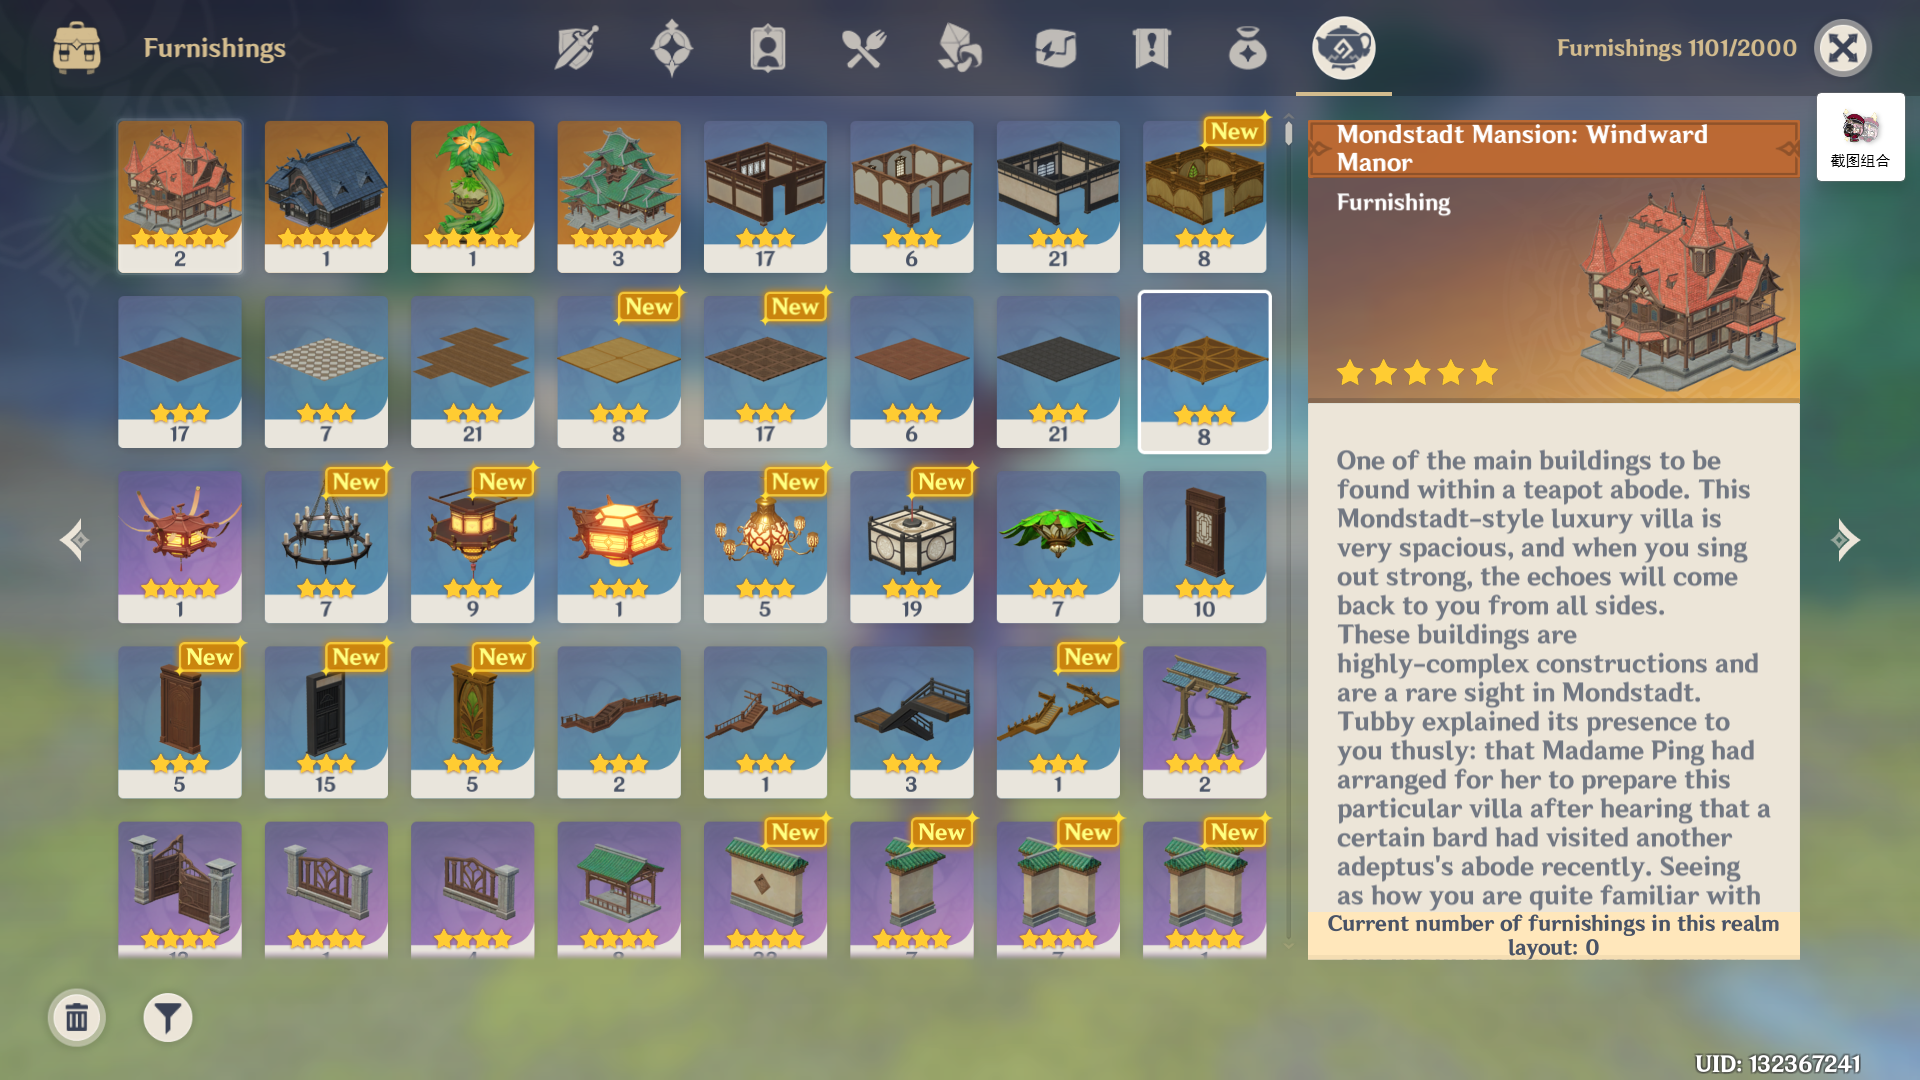 Furnishings
Furnishings 1101/2000
截图组合
Mondstadt Mansion: Windward
Manor
Furnishing
New
2
1
1
3
17
6
21
8
New
New
17
7
21
8
17
6
21
8
New
New
New
New
1
7
9
1
5
19
7
10
New
New
New
New
5
15
5
2
1
3
1
2
New
New
New
New
One of the main buildings to be
found within a teapot abode. This
Mondstadt-style luxury villa is
very spacious, and when you sing
out strong, the echoes will come
back to you from all sides.
These buildings are
highly-complex constructions and
are a rare sight in Mondstadt.
Tubby explained its presence to
you thusly: that Madame Ping had
arranged for her to prepare this
particular villa after hearing that a
certain bard had visited another
adeptus's abode recently. Seeing
as how you are quite familiar with
Current number of furnishings in this realm
layout: 0
UID: 132367241